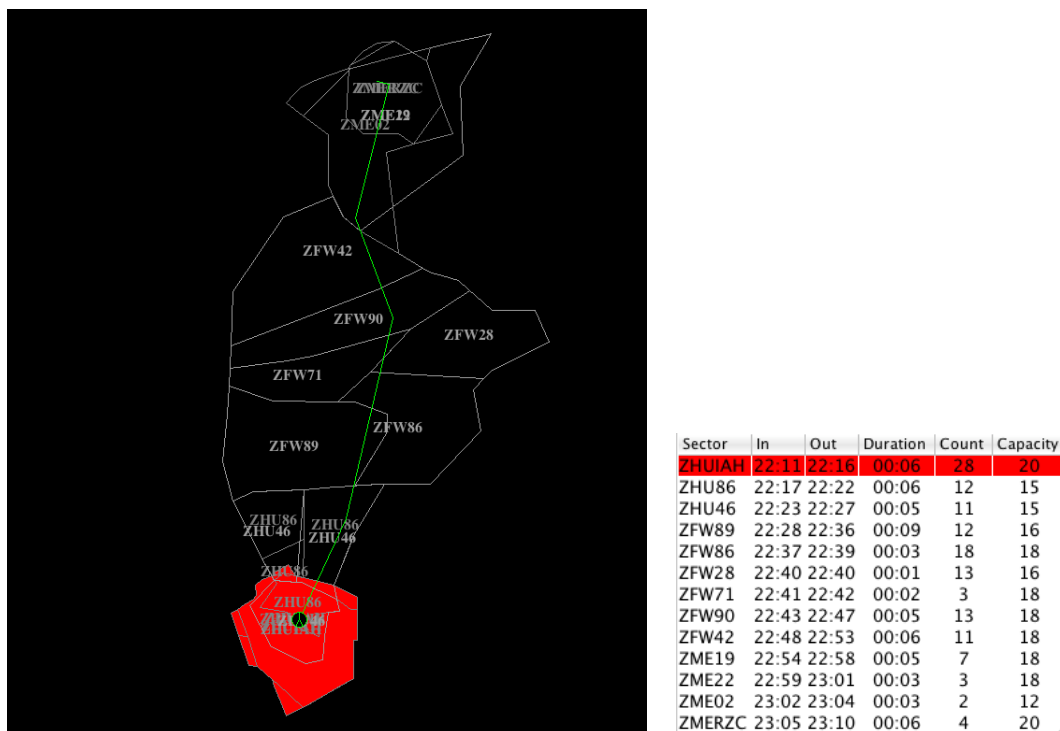 ZMERZC
ZME02
ZFW42
ZFW90
ZFW28
ZFW71
ZFW86
ZFW89
ZHU86
ZHU86
ZHU46
ZHU46
ZHU86
ZHU86
ZHUIAH
Sector In Out Duration Count Capacity
ZHUIAH 22:11 22:16 00:06 28 20
ZHU86 22:17 22:22 00:06 12 15
ZHU46 22:23 22:27 00:05 11 15
ZFW89 22:28 22:36 00:09 12 16
ZFW86 22:37 22:39 00:03 18 18
ZFW28 22:40 22:40 00:01 13 16
ZFW71 22:41 22:42 00:02 3 18
ZFW90 22:43 22:47 00:05 13 18
ZFW42 22:48 22:53 00:06 11 18
ZME19 22:54 22:58 00:05 7 18
ZME22 22:59 23:01 00:03 3 18
ZME02 23:02 23:04 00:03 2 12
ZMERZC 23:05 23:10 00:06 4 20